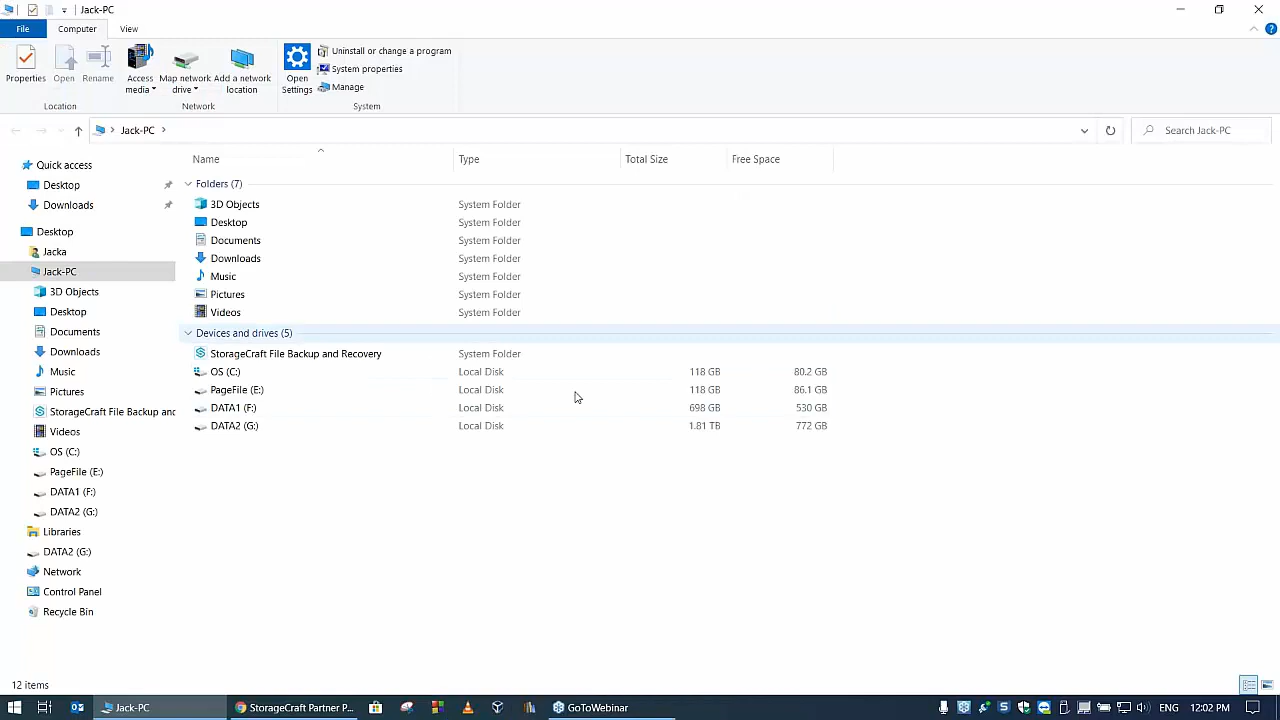 Jack-PC
File Computer View
Properties Open Rename Access media Map network drive Add a network location Open Settings Uninstall or change a program
System properties
Manage
Location Network System
Jack-PC
Search Jack-PC
Quick access
Desktop
Downloads
Desktop
Jacka
Jack-PC
3D Objects
Desktop
Documents
Downloads
Music
Pictures
StorageCraft File Backup and
Videos
OS (C:)
PageFile (E:)
DATA1 (F:)
DATA2 (G:)
Libraries
DATA2 (G:)
Network
Control Panel
Recycle Bin
Name Type Total Size Free Space
Folders (7)
3D Objects System Folder
Desktop System Folder
Documents System Folder
Downloads System Folder
Music System Folder
Pictures System Folder
Videos System Folder
Devices and drives (5)
StorageCraft File Backup and Recovery System Folder
OS (C:) Local Disk 118 GB 80.2 GB
PageFile (E:) Local Disk 118 GB 86.1 GB
DATA1 (F:) Local Disk 698 GB 530 GB
DATA2 (G:) Local Disk 1.81 TB 772 GB
12 items
Jack-PC StorageCraft Partner P... GoToWebinar ENG 12:02 PM